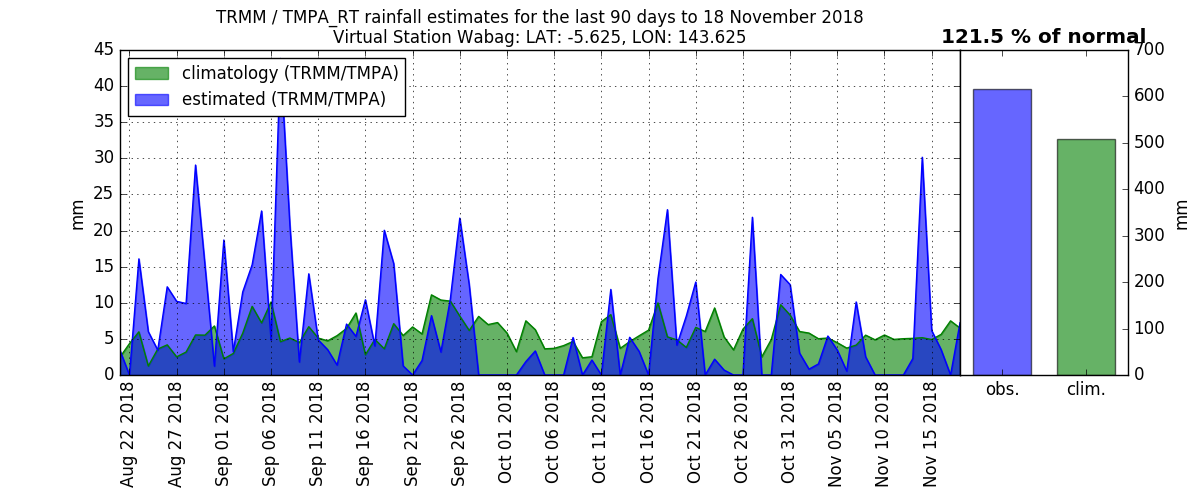 TRMM / TMPA_RT rainfall estimates for the last 90 days to 18 November 2018
Virtual Station Wabag: LAT: -5.625, LON: 143.625
121.5 % of normal
climatology (TRMM/TMPA)
estimated (TRMM/TMPA)
45
40
35
30
25
20
15
10
5
0
mm
Aug 22 2018
Aug 27 2018
Sep 01 2018
Sep 06 2018
Sep 11 2018
Sep 16 2018
Sep 21 2018
Sep 26 2018
Oct 01 2018
Oct 06 2018
Oct 11 2018
Oct 16 2018
Oct 21 2018
Oct 26 2018
Oct 31 2018
Nov 05 2018
Nov 10 2018
Nov 15 2018
700
600
500
400
300
200
100
0
mm
obs.
clim.